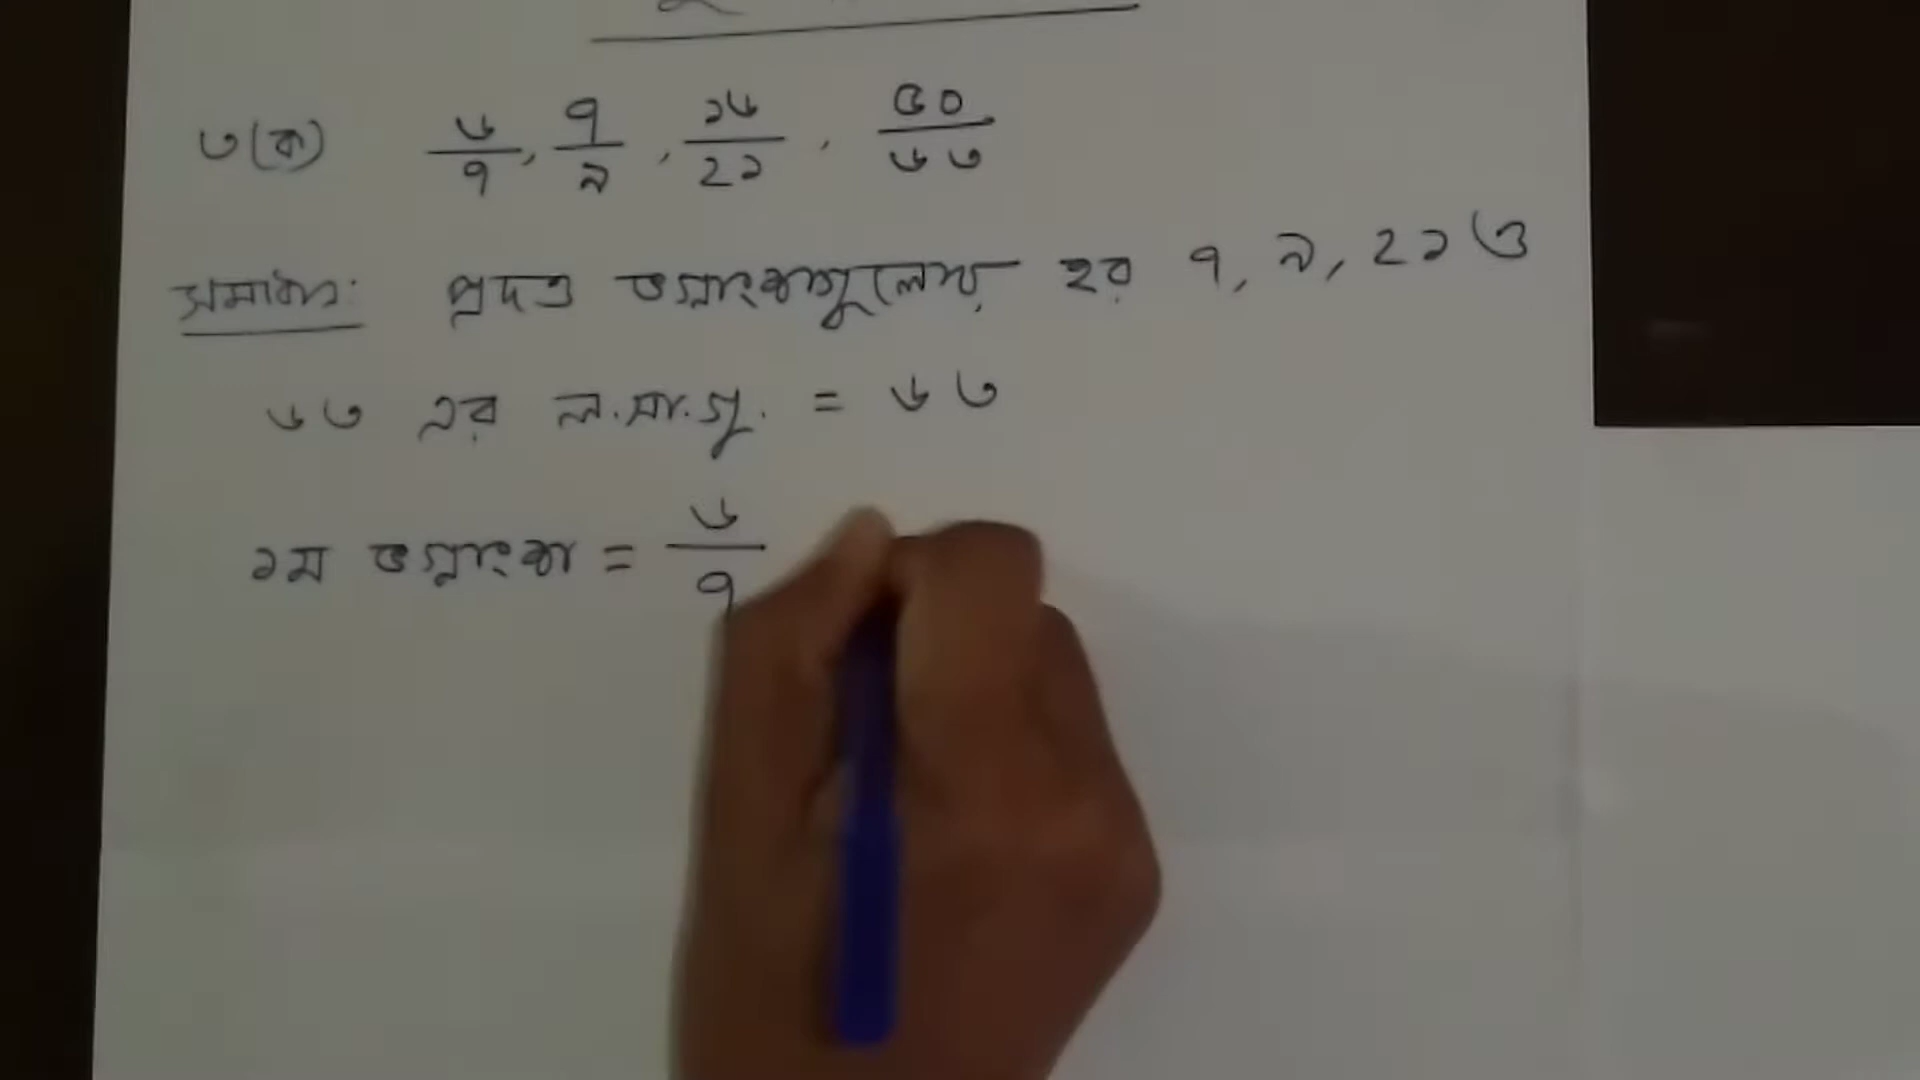 ৩(ক) ৬/৭, ৭/৯, ১৬/২১, ৫০/৬৩
সমাধান: প্রদত্ত ভগ্নাংশগুলোর হর ৭, ৯, ২১ ও
৬৩ এর ল.সা.গু. = ৬৩
১ম ভগ্নাংশ = ৬/৭